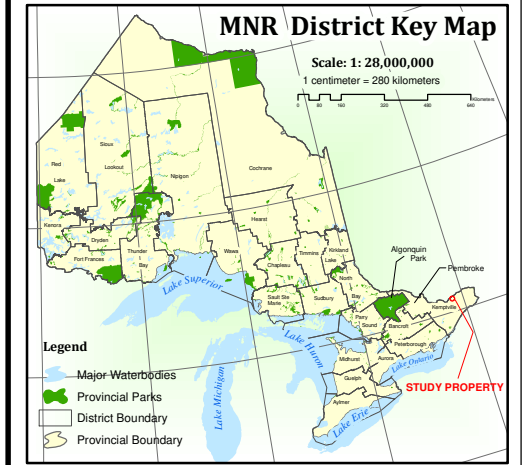 MNR District Key Map
Scale: 1: 28,000,000
1 centimeter = 280 kilometers
0 80 160 320 480 640
Kilometers
Red
Lake
Sioux
Lookout
Nipigon
Cochrane
Kenora
Dryden
Fort Frances
Thunder
Bay
Hearst
Wawa
Chapleau
Timmins
Kirkland
Lake
Sault Ste
Marie
Sudbury
North
Bay
Algonquin
Park
Pembroke
Kemptville
Parry
Sound
Bancroft
Peterborough
Midhurst
Aurora
Guelph
Aylmer
Lake Superior
Lake Huron
Lake Michigan
Lake Ontario
Lake Erie
STUDY PROPERTY
Legend
Major Waterbodies
Provincial Parks
District Boundary
Provincial Boundary